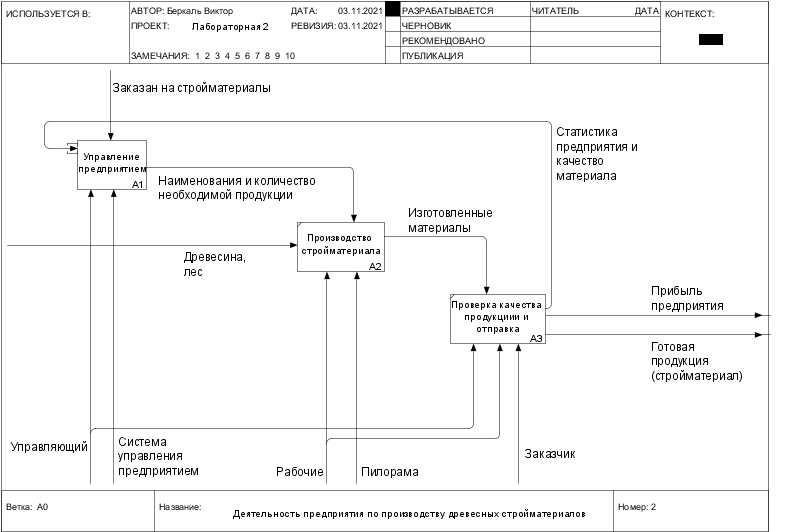 ИСПОЛЬЗУЕТСЯ В:
АВТОР: Беркаль Виктор
ДАТА: 03.11.2021
ПРОЕКТ: Лабораторная 2
РЕВИЗИЯ: 03.11.2021
ЗАМЕЧАНИЯ: 1 2 3 4 5 6 7 8 9 10
РАЗРАБАТЫВАЕТСЯ
ЧЕРНОВИК
РЕКОМЕНДОВАНО
ПУБЛИКАЦИЯ
ЧИТАТЕЛЬ ДАТА
КОНТЕКСТ:
Заказан на стройматериалы
Статистика
предприятия и
качество
материала
Управление
предприятием
A1
Наименования и количество
необходимой продукции
Изготовленные
материалы
Производство
стройматериала
A2
Древесина,
лес
Проверка качества
продукциии и
отправка
A3
Прибыль
предприятия
Готовая
продукция
(стройматериал)
Управляющий
Система
управления
предприятием
Рабочие
Пилорама
Заказчик
Ветка: A0
Название:
Деятельность предприятия по производству древесных стройматериалов
Номер: 2